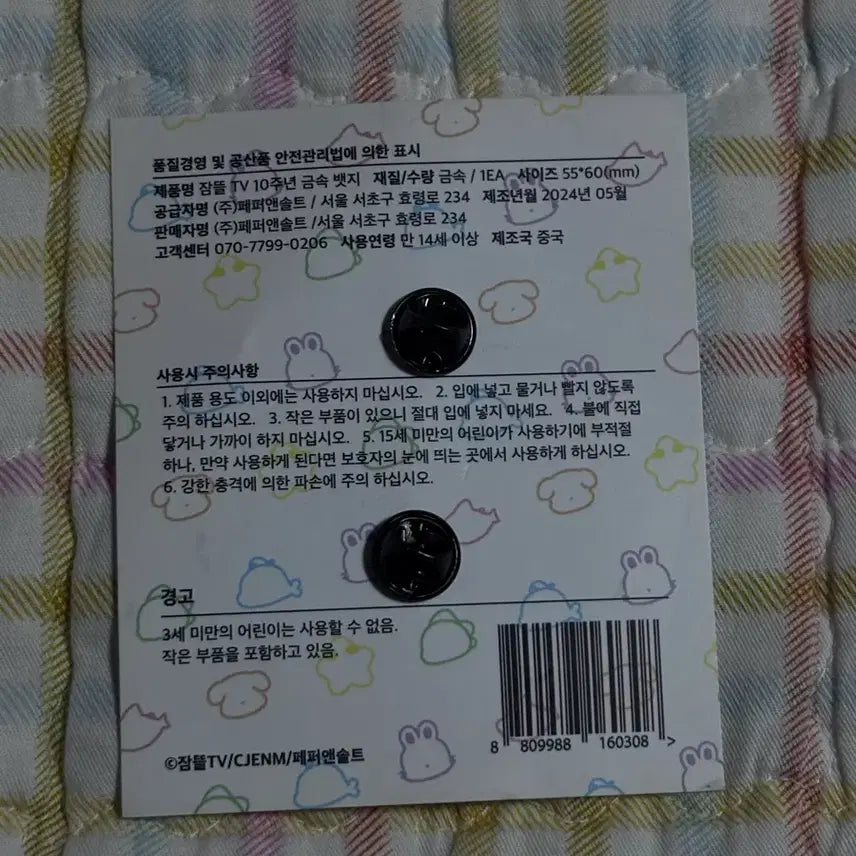 품질경영 및 공산품 안전관리법에 의한 표시
제품명 잠뜰 TV 10주년 금속 뱃지 재질/수량 금속 / 1EA 사이즈 55*60(mm)
공급자명 (주)페퍼앤솔트 / 서울 서초구 효령로 234 제조년월 2024년 05월
판매자명 (주)페퍼앤솔트 / 서울 서초구 효령로 234
고객센터 070-7799-0206 사용연령 만 14세 이상 제조국 중국
사용시 주의사항
1. 제품 용도 이외에는 사용하지 마십시오. 2. 입에 넣고 물거나 빨지 않도록
주의 하십시오. 3. 작은 부품이 있으니 절대 입에 넣지 마세요. 4. 불에 직접
닿거나 가까이 하지 마십시오. 5. 15세 미만의 어린이가 사용하기에 부적절
하나, 만약 사용하게 된다면 보호자의 눈에 띄는 곳에서 사용하게 하십시오.
6. 강한 충격에 의한 파손에 주의 하십시오.
경고
3세 미만의 어린이는 사용할 수 없음.
작은 부품을 포함하고 있음.
8 809988 160308 >
©잠뜰TV/CJENM/페퍼앤솔트